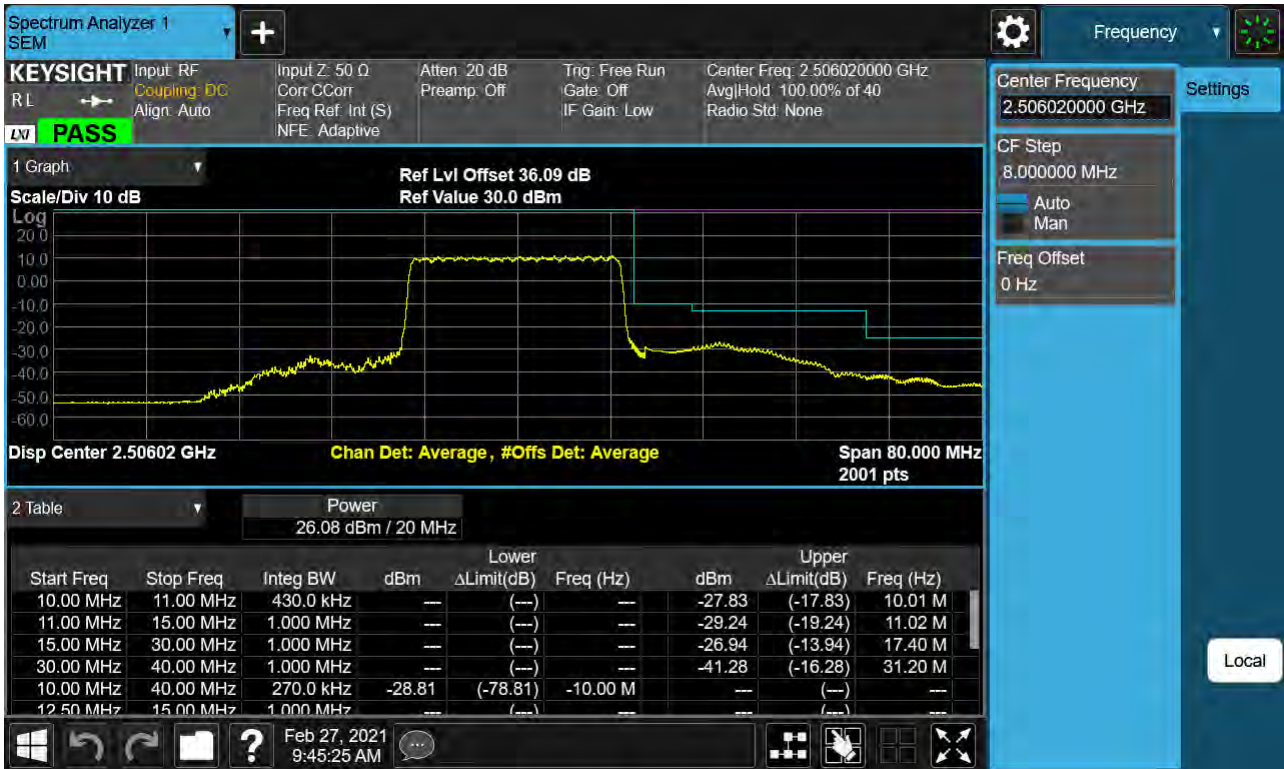 Spectrum Analyzer 1
SEM
Frequency
KEYSIGHT
RL
LXI PASS
Input: RF
Coupling: DC
Align: Auto
Input Z: 50 Ω
Corr CCorr
Freq Ref: Int (S)
NFE: Adaptive
Atten: 20 dB
Preamp: Off
Trig: Free Run
Gate: Off
IF Gain: Low
Center Freq: 2.506020000 GHz
Avg|Hold: 100.00% of 40
Radio Std: None
Center Frequency
2.506020000 GHz
Settings
CF Step
8.000000 MHz
Auto
Man
Freq Offset
0 Hz
Local
1 Graph
Scale/Div 10 dB
Ref Lvl Offset 36.09 dB
Ref Value 30.0 dBm
Log
20.0
10.0
0.00
-10.0
-20.0
-30.0
-40.0
-50.0
-60.0
Disp Center 2.50602 GHz
Chan Det: Average, #Offs Det: Average
Span 80.000 MHz
2001 pts
2 Table
Power
26.08 dBm / 20 MHz
Lower Upper
Start Freq Stop Freq Integ BW dBm ΔLimit(dB) Freq (Hz) dBm ΔLimit(dB) Freq (Hz)
10.00 MHz 11.00 MHz 430.0 kHz --- (---) --- -27.83 (-17.83) 10.01 M
11.00 MHz 15.00 MHz 1.000 MHz --- (---) --- -29.24 (-19.24) 11.02 M
15.00 MHz 30.00 MHz 1.000 MHz --- (---) --- -26.94 (-13.94) 17.40 M
30.00 MHz 40.00 MHz 1.000 MHz --- (---) --- -41.28 (-16.28) 31.20 M
10.00 MHz 40.00 MHz 270.0 kHz -28.81 (-78.81) -10.00 M --- (---) ---
12.50 MHz 15.00 MHz 1.000 MHz --- (---) --- --- (---) ---
?
Feb 27, 2021
9:45:25 AM